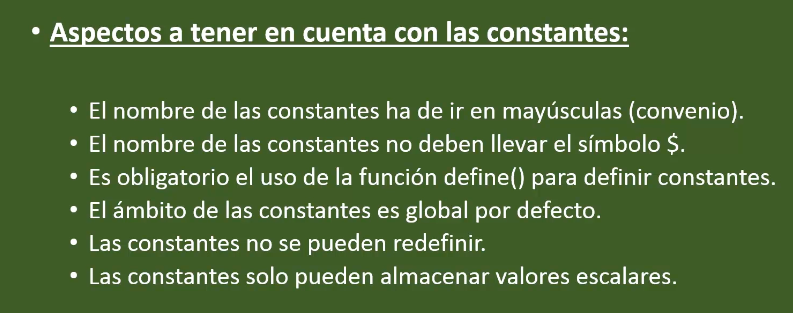 • Aspectos a tener en cuenta con las constantes:
• El nombre de las constantes ha de ir en mayúsculas (convenio).
• El nombre de las constantes no deben llevar el símbolo $.
• Es obligatorio el uso de la función define() para definir constantes.
• El ámbito de las constantes es global por defecto.
• Las constantes no se pueden redefinir.
• Las constantes solo pueden almacenar valores escalares.